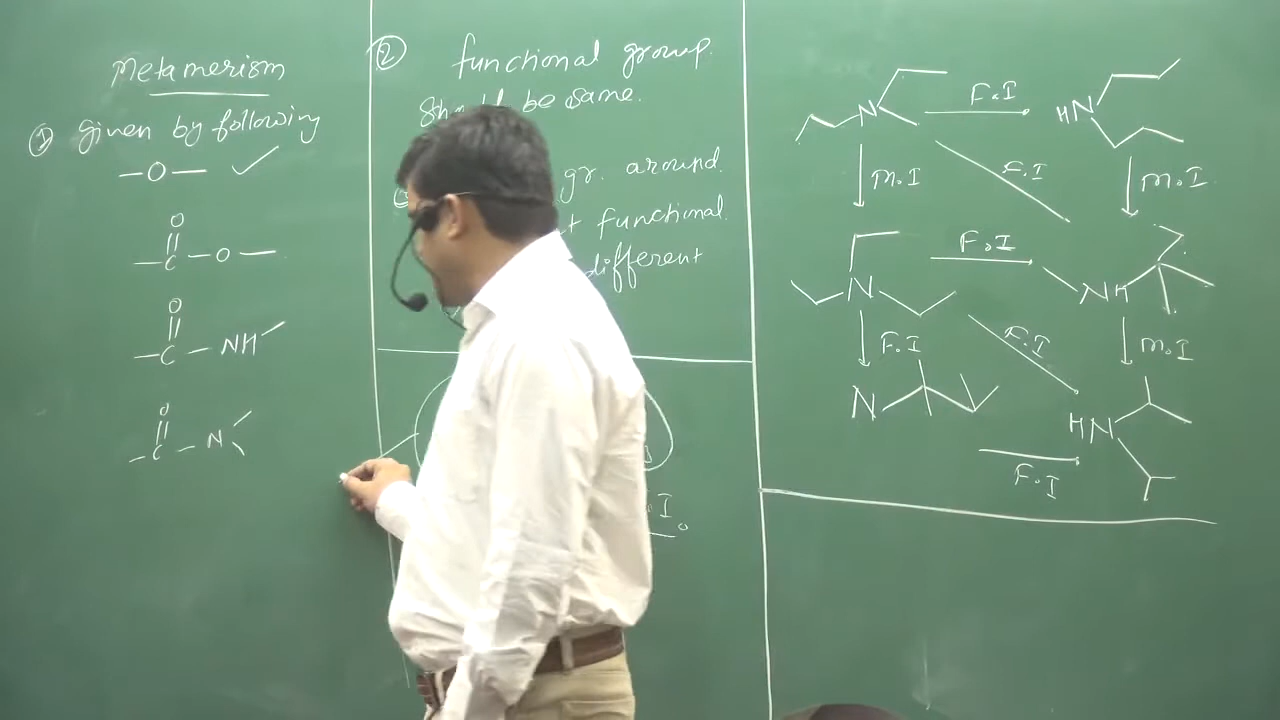 Metamerism
① Given by following
— O —
O
— C — O —
O
— C — NH
O
— C — N
② functional group
be same.
gr. around
functional
different
I
N
F.I
HN
M.I
F.I
M.I
N
F.I
NH
F.I
F.I
M.I
N
HN
F.I